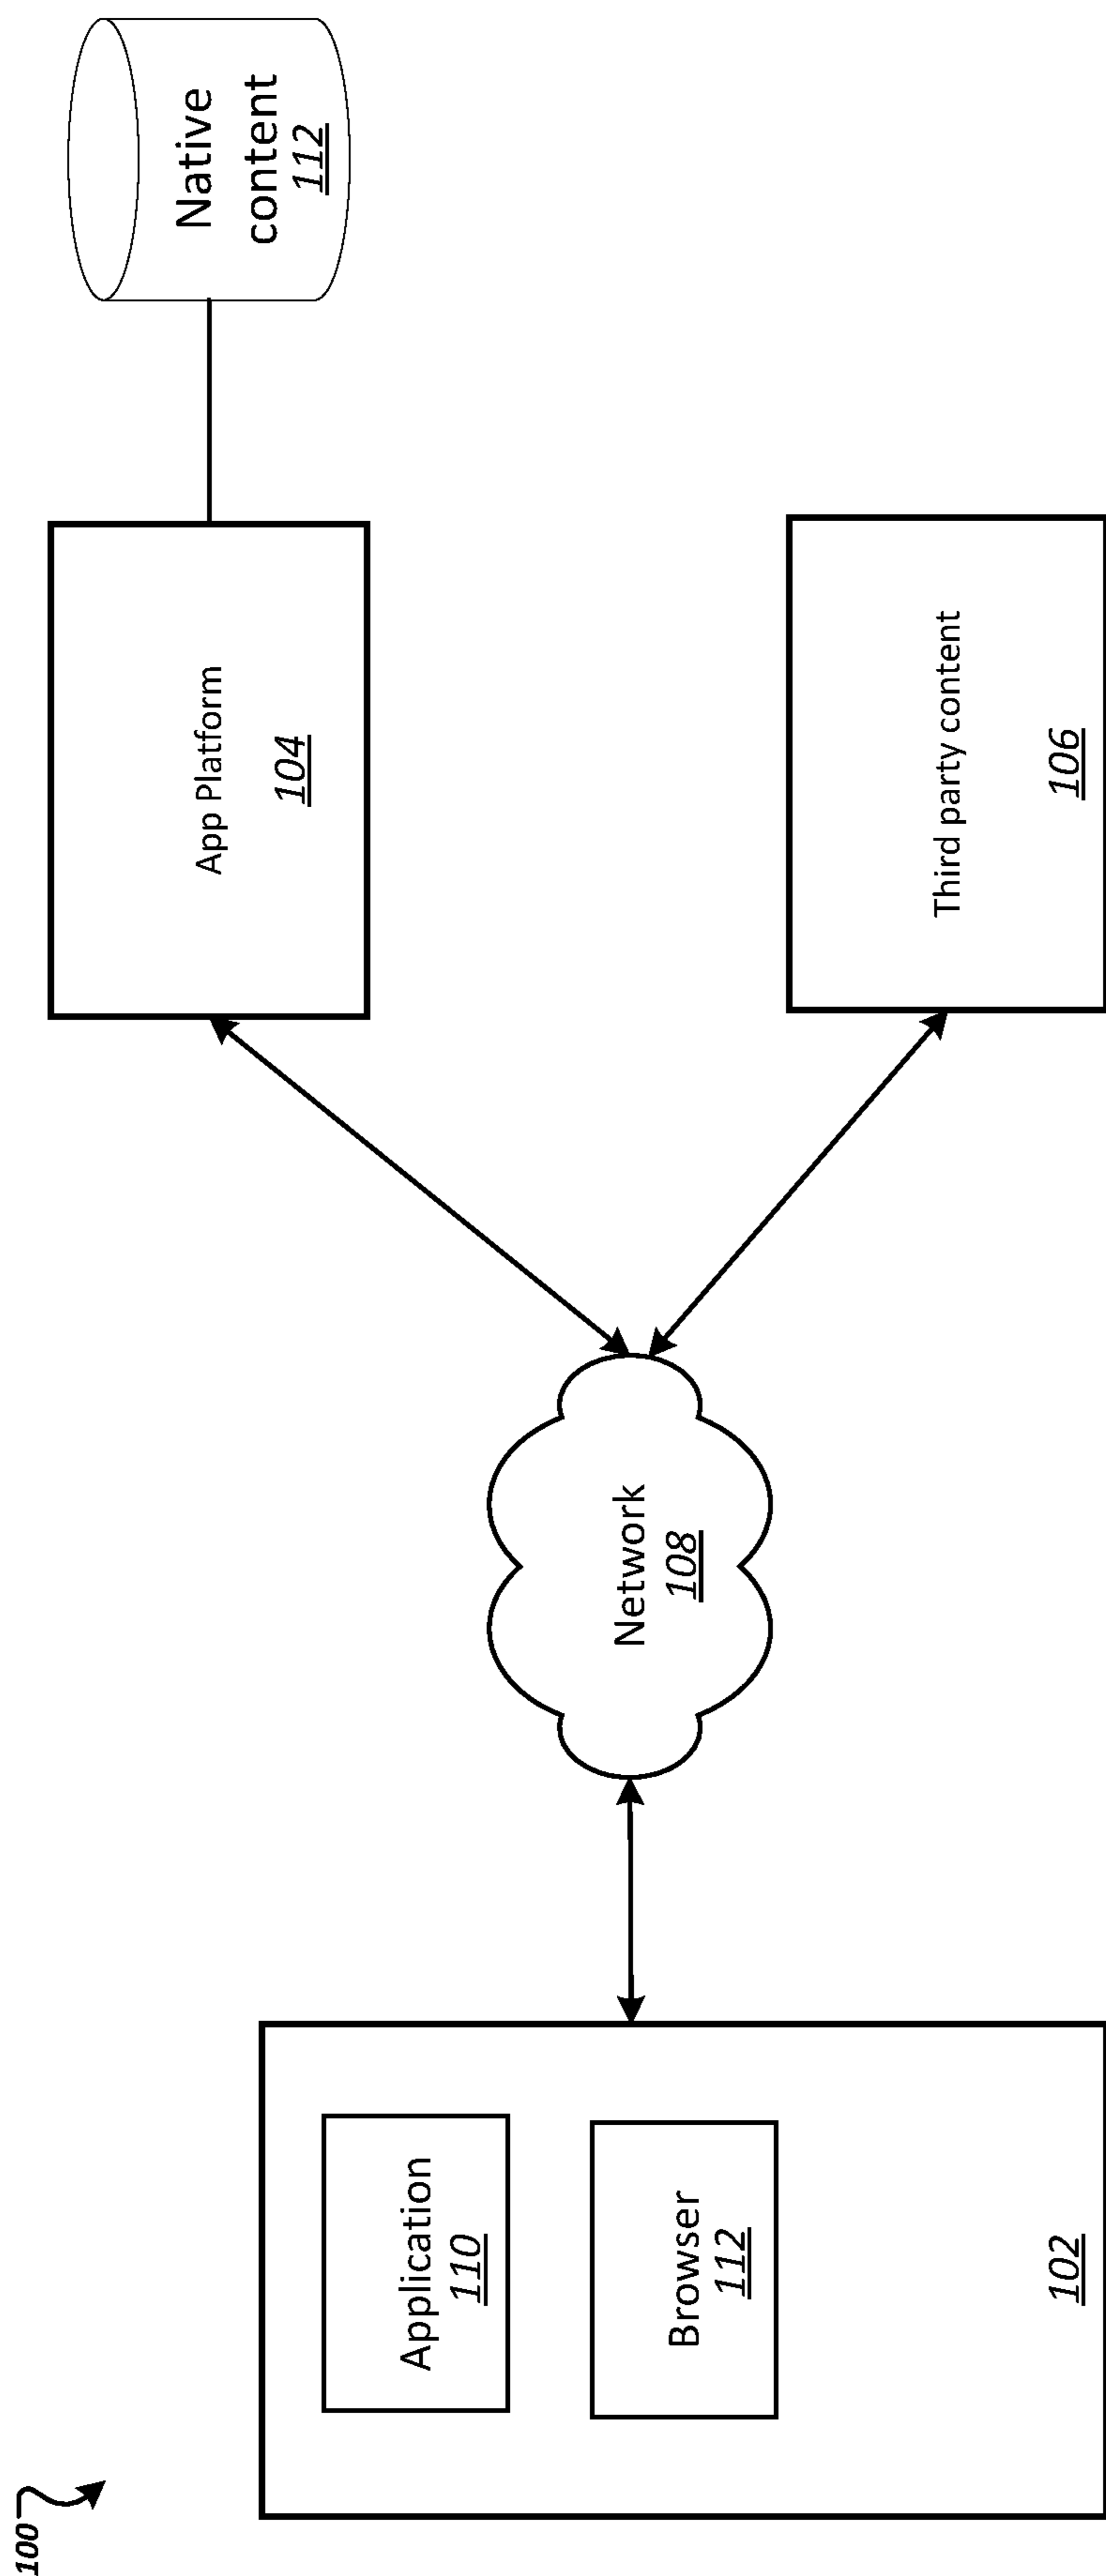 100
Application
110
Browser
112
102
Network
108
App Platform
104
Third party content
106
Native
content
112